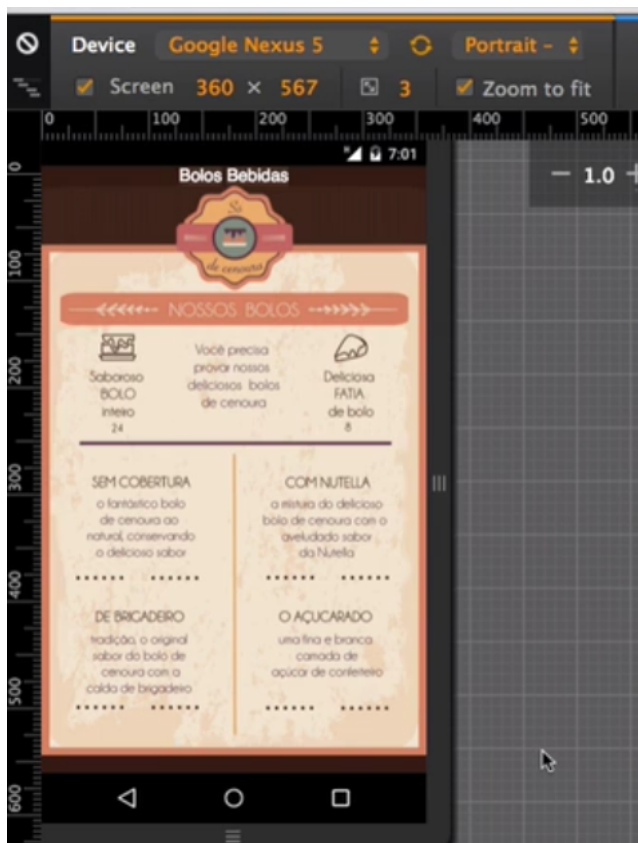 Device Google Nexus 5 Portrait –
Screen 360 × 567 3 Zoom to fit
0 100 200 300 400 500
7:01
− 1.0 +
Bolos Bebidas
Só
de cenoura
NOSSOS BOLOS
Saboroso
BOLO
inteiro
24
Você precisa
provar nossos
deliciosos bolos
de cenoura
Deliciosa
FATIA
de bolo
8
SEM COBERTURA
o fantástico bolo
de cenoura ao
natural, conservando
o delicioso sabor
COM NUTELLA
a mistura do delicioso
bolo de cenoura com o
aveludado sabor
da Nutella
DE BRIGADEIRO
tradição, o original
sabor do bolo de
cenoura com a
calda de brigadeiro
O AÇUCARADO
uma fina e branca
camada de
açúcar de confeiteiro
0
100
200
300
400
500
600